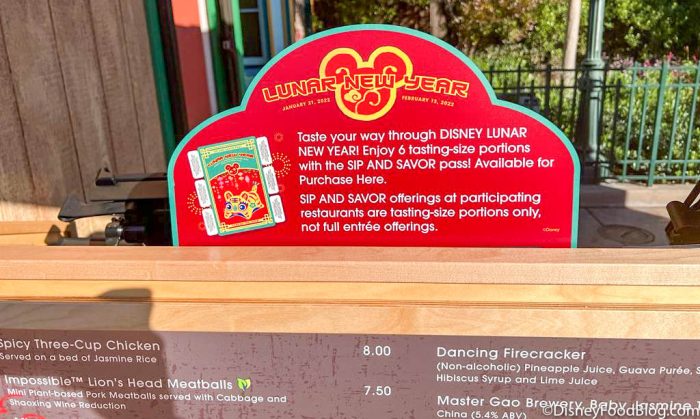 LUNAR NEW YEAR
JANUARY 21, 2022 FEBRUARY 13, 2022
Taste your way through DISNEY LUNAR
NEW YEAR! Enjoy 6 tasting-size portions
with the SIP AND SAVOR pass! Available for
Purchase Here.
SIP AND SAVOR offerings at participating
restaurants are tasting-size portions only,
not full entrée offerings.
©Disney
Spicy Three-Cup Chicken 8.00
Served on a bed of Jasmine Rice
Impossible™ Lion's Head Meatballs 7.50
Mini Plant-based Pork Meatballs served with Cabbage and
Shaoxing Wine Reduction
Dancing Firecracker
(Non-alcoholic) Pineapple Juice, Guava Purée, S
Hibiscus Syrup and Lime Juice
Master Gao Brewery, Baby Jasmine
China (5.4% ABV)
©DisneyFoodBlog.com